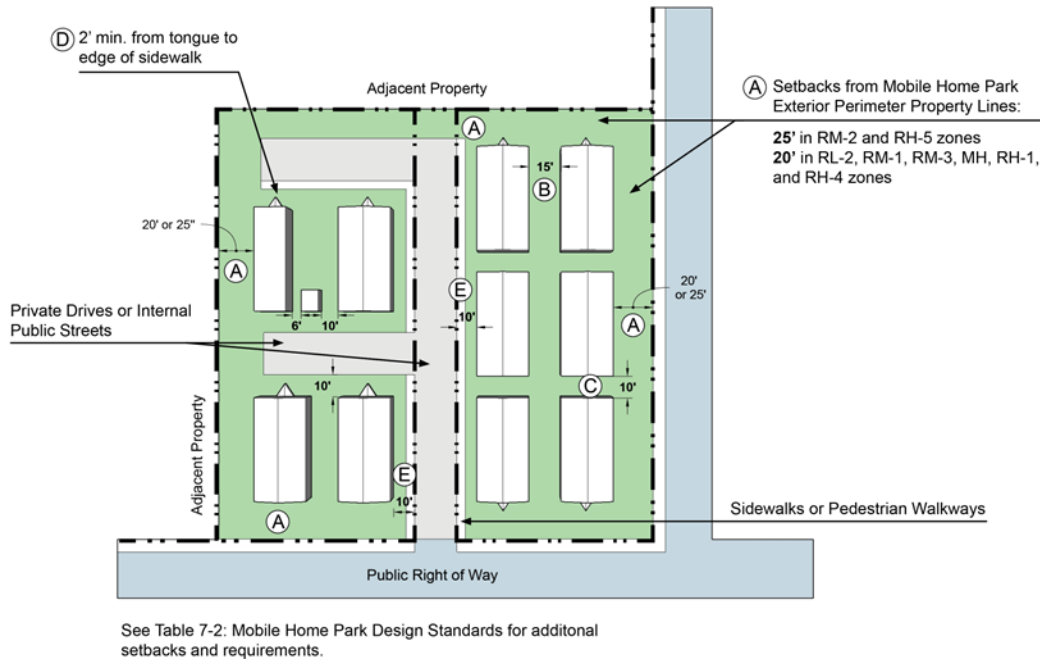 D 2' min. from tongue to
edge of sidewalk
Adjacent Property
A Setbacks from Mobile Home Park
Exterior Perimeter Property Lines:
25' in RM-2 and RH-5 zones
20' in RL-2, RM-1, RM-3, MH, RH-1,
and RH-4 zones
A
15'
B
20' or 25"
A
E
20'
or 25'
A
Private Drives or Internal
Public Streets
6'
10'
10'
10'
C
10'
Adjacent Property
E
10'
A
Sidewalks or Pedestrian Walkways
Public Right of Way
See Table 7-2: Mobile Home Park Design Standards for additonal
setbacks and requirements.